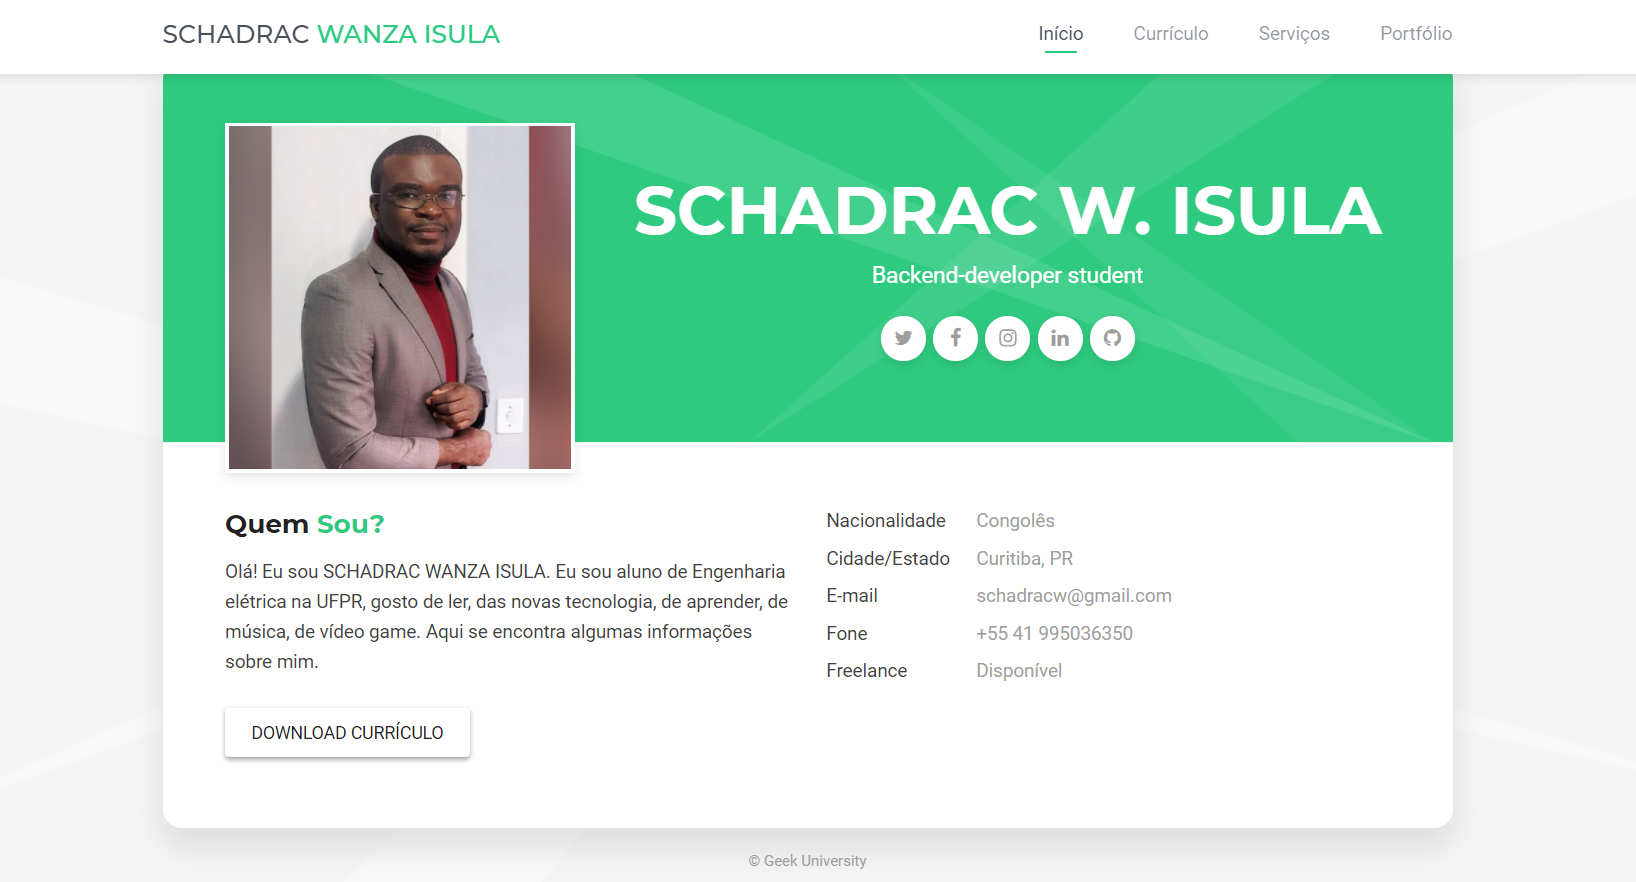 SCHADRAC WANZA ISULA
Início Currículo Serviços Portfólio
SCHADRAC W. ISULA
Backend-developer student
Quem Sou?
Olá! Eu sou SCHADRAC WANZA ISULA. Eu sou aluno de Engenharia
elétrica na UFPR, gosto de ler, das novas tecnologia, de aprender, de
música, de vídeo game. Aqui se encontra algumas informações
sobre mim.
DOWNLOAD CURRÍCULO
Nacionalidade Congolês
Cidade/Estado Curitiba, PR
E-mail schadracw@gmail.com
Fone +55 41 995036350
Freelance Disponível
© Geek University